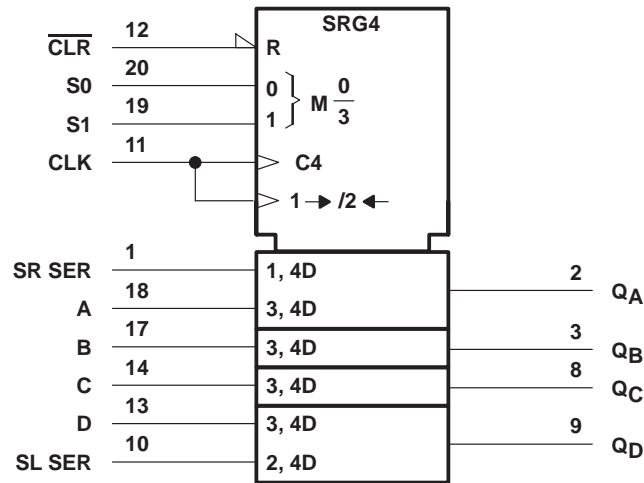 SRG4
CLR 12 R
S0 20 0
M 0/3
S1 19 1
CLK 11 C4
1 → /2 ←
SR SER 1 1, 4D
2 QA
A 18 3, 4D
B 17 3, 4D 3 QB
C 14 3, 4D 8 QC
D 13 3, 4D
9 QD
SL SER 10 2, 4D